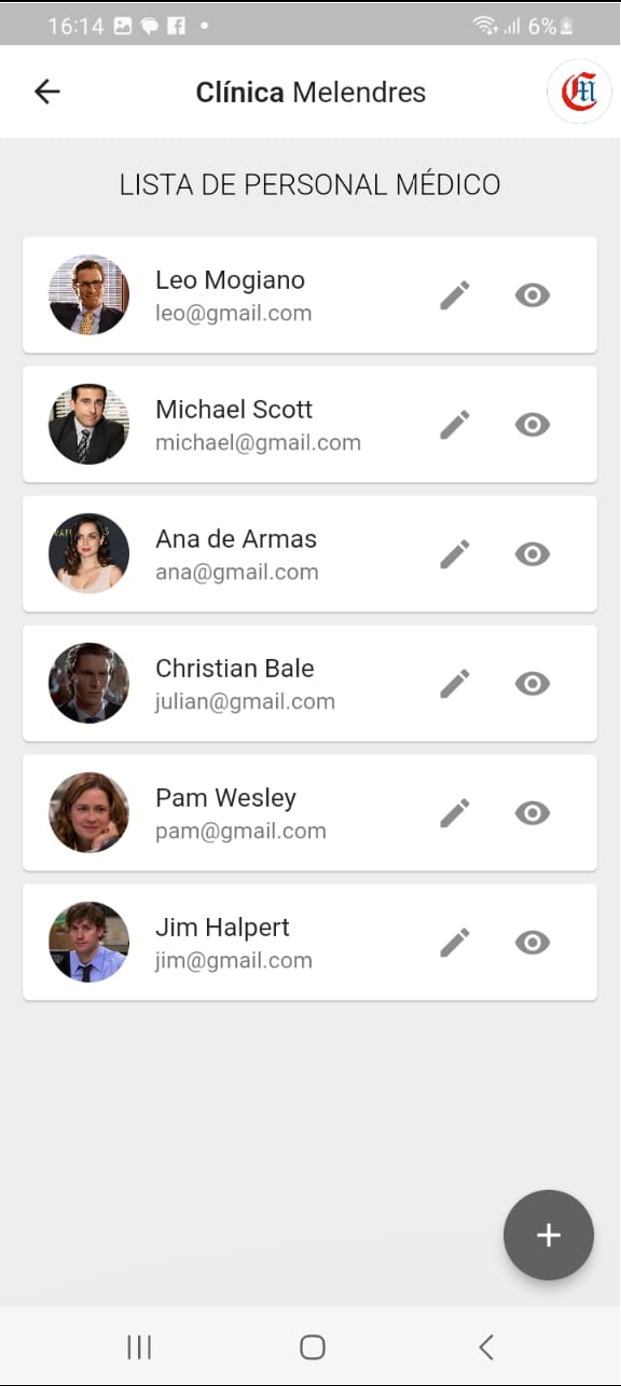 16:14
6%
Clínica Melendres
LISTA DE PERSONAL MÉDICO
Leo Mogiano
leo@gmail.com
Michael Scott
michael@gmail.com
Ana de Armas
ana@gmail.com
Christian Bale
julian@gmail.com
Pam Wesley
pam@gmail.com
Jim Halpert
jim@gmail.com